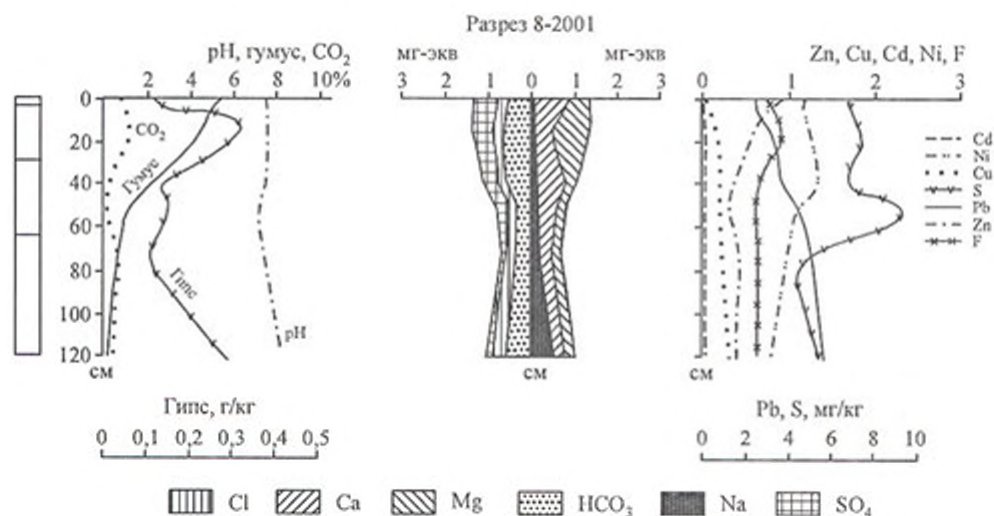 Разрез 8-2001
pH, гумус, CO₂
мг-экв
мг-экв
Zn, Cu, Cd, Ni, F
2 4 6 8 10%
3 2 1 0 1 2 3
0 1 2 3
0
20
40
60
80
100
120
см
CO₂
Гумус
Гипс
pH
см
см
Cd
Ni
Cu
S
Pb
Zn
F
Гипс, г/кг
0 0,1 0,2 0,3 0,4 0,5
Pb, S, мг/кг
0 2 4 6 8 10
Cl Ca Mg HCO₃ Na SO₄